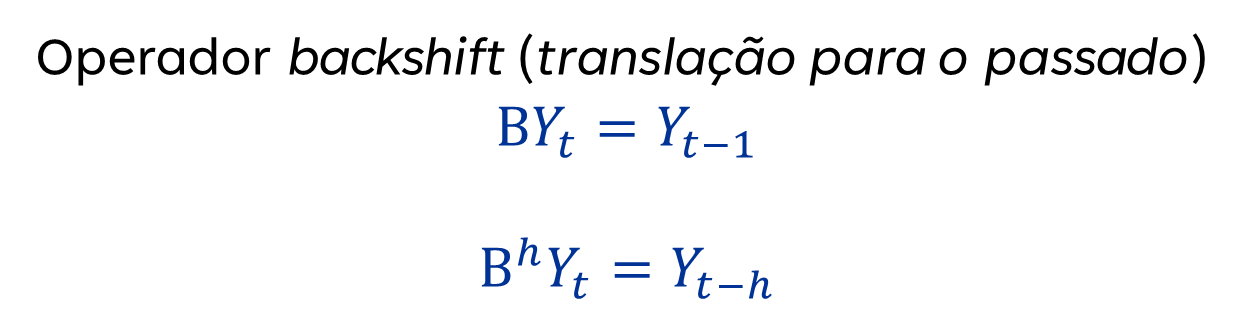 Operador backshift (translação para o passado)
BY_t = Y_{t−1}
B^h Y_t = Y_{t−h}